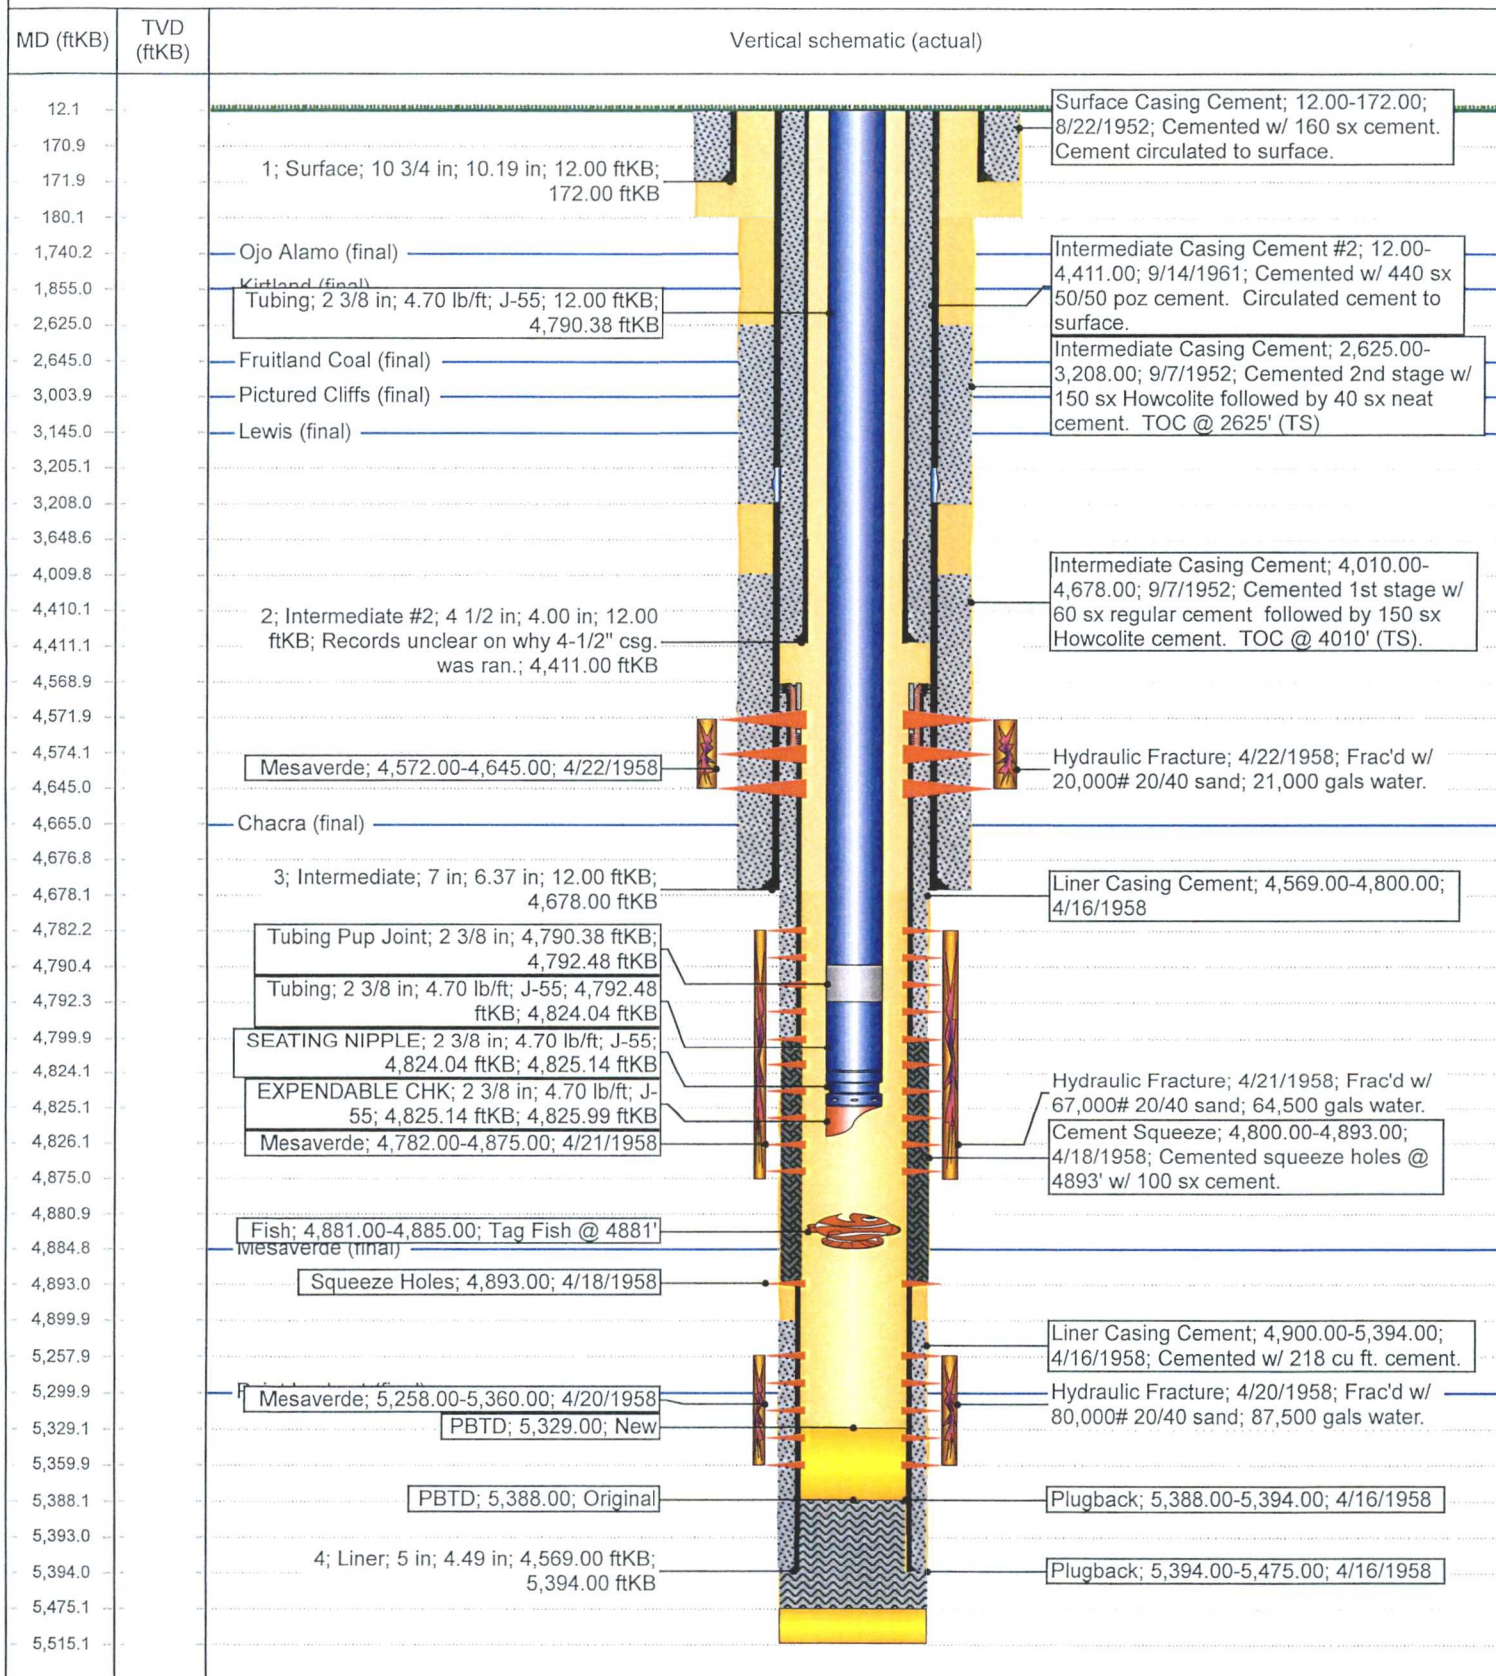 MD (ftKB)
TVD
(ftKB)
Vertical schematic (actual)
12.1
170.9
171.9
180.1
1,740.2
1,855.0
2,625.0
2,645.0
3,003.9
3,145.0
3,205.1
3,208.0
3,648.6
4,009.8
4,410.1
4,411.1
4,568.9
4,571.9
4,574.1
4,645.0
4,665.0
4,676.8
4,678.1
4,782.2
4,790.4
4,792.3
4,799.9
4,824.1
4,825.1
4,826.1
4,875.0
4,880.9
4,884.8
4,893.0
4,899.9
5,257.9
5,299.9
5,329.1
5,359.9
5,388.1
5,393.0
5,394.0
5,475.1
5,515.1
1; Surface; 10 3/4 in; 10.19 in; 12.00 ftKB;
172.00 ftKB
Ojo Alamo (final)
Kirtland (final)
Tubing; 2 3/8 in; 4.70 lb/ft; J-55; 12.00 ftKB;
4,790.38 ftKB
Fruitland Coal (final)
Pictured Cliffs (final)
Lewis (final)
2; Intermediate #2; 4 1/2 in; 4.00 in; 12.00
ftKB; Records unclear on why 4-1/2" csg.
was ran.; 4,411.00 ftKB
Mesaverde; 4,572.00-4,645.00; 4/22/1958
Chacra (final)
3; Intermediate; 7 in; 6.37 in; 12.00 ftKB;
4,678.00 ftKB
Tubing Pup Joint; 2 3/8 in; 4,790.38 ftKB;
4,792.48 ftKB
Tubing; 2 3/8 in; 4.70 lb/ft; J-55; 4,792.48
ftKB; 4,824.04 ftKB
SEATING NIPPLE; 2 3/8 in; 4.70 lb/ft; J-55;
4,824.04 ftKB; 4,825.14 ftKB
EXPENDABLE CHK; 2 3/8 in; 4.70 lb/ft; J-
55; 4,825.14 ftKB; 4,825.99 ftKB
Mesaverde; 4,782.00-4,875.00; 4/21/1958
Fish; 4,881.00-4,885.00; Tag Fish @ 4881'
Mesaverde (final)
Squeeze Holes; 4,893.00; 4/18/1958
Mesaverde; 5,258.00-5,360.00; 4/20/1958
PBTD; 5,329.00; New
PBTD; 5,388.00; Original
4; Liner; 5 in; 4.49 in; 4,569.00 ftKB;
5,394.00 ftKB
Surface Casing Cement; 12.00-172.00;
8/22/1952; Cemented w/ 160 sx cement.
Cement circulated to surface.
Intermediate Casing Cement #2; 12.00-
4,411.00; 9/14/1961; Cemented w/ 440 sx
50/50 poz cement. Circulated cement to
surface.
Intermediate Casing Cement; 2,625.00-
3,208.00; 9/7/1952; Cemented 2nd stage w/
150 sx Howcolite followed by 40 sx neat
cement. TOC @ 2625' (TS)
Intermediate Casing Cement; 4,010.00-
4,678.00; 9/7/1952; Cemented 1st stage w/
60 sx regular cement followed by 150 sx
Howcolite cement. TOC @ 4010' (TS).
Hydraulic Fracture; 4/22/1958; Frac'd w/
20,000# 20/40 sand; 21,000 gals water.
Liner Casing Cement; 4,569.00-4,800.00;
4/16/1958
Hydraulic Fracture; 4/21/1958; Frac'd w/
67,000# 20/40 sand; 64,500 gals water.
Cement Squeeze; 4,800.00-4,893.00;
4/18/1958; Cemented squeeze holes @
4893' w/ 100 sx cement.
Liner Casing Cement; 4,900.00-5,394.00;
4/16/1958; Cemented w/ 218 cu ft. cement.
Hydraulic Fracture; 4/20/1958; Frac'd w/
80,000# 20/40 sand; 87,500 gals water.
Plugback; 5,388.00-5,394.00; 4/16/1958
Plugback; 5,394.00-5,475.00; 4/16/1958